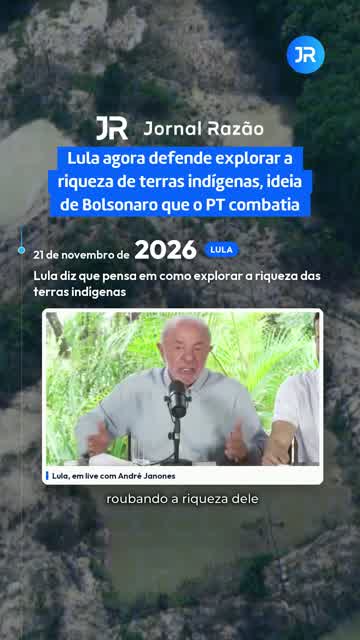 JR
JR Jornal Razão
Lula agora defende explorar a
riqueza de terras indígenas, ideia
de Bolsonaro que o PT combatia
21 de novembro de 2026 LULA
Lula diz que pensa em como explorar a riqueza das
terras indígenas
Lula, em live com André Janones
roubando a riqueza dele